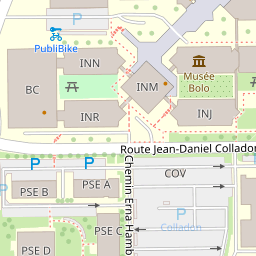 PubliBike
INN
BC
INM
Musée
Bolo
INR
INJ
Route Jean-Daniel Collado
P
P
P
COV
PSE A
PSE B
Chemin Erna Hamb
P
Colladon
PSE C
PSE D